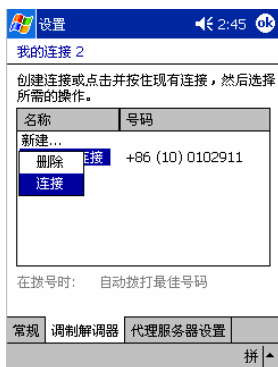 设置 2:45 ok
我的连接 2
创建连接或点击并按住现有连接，然后选择
所需的操作。
名称 号码
新建...
连接 +86 (10) 0102911
删除
连接
在拨号时: 自动拨打最佳号码
常规 调制解调器 代理服务器设置
拼